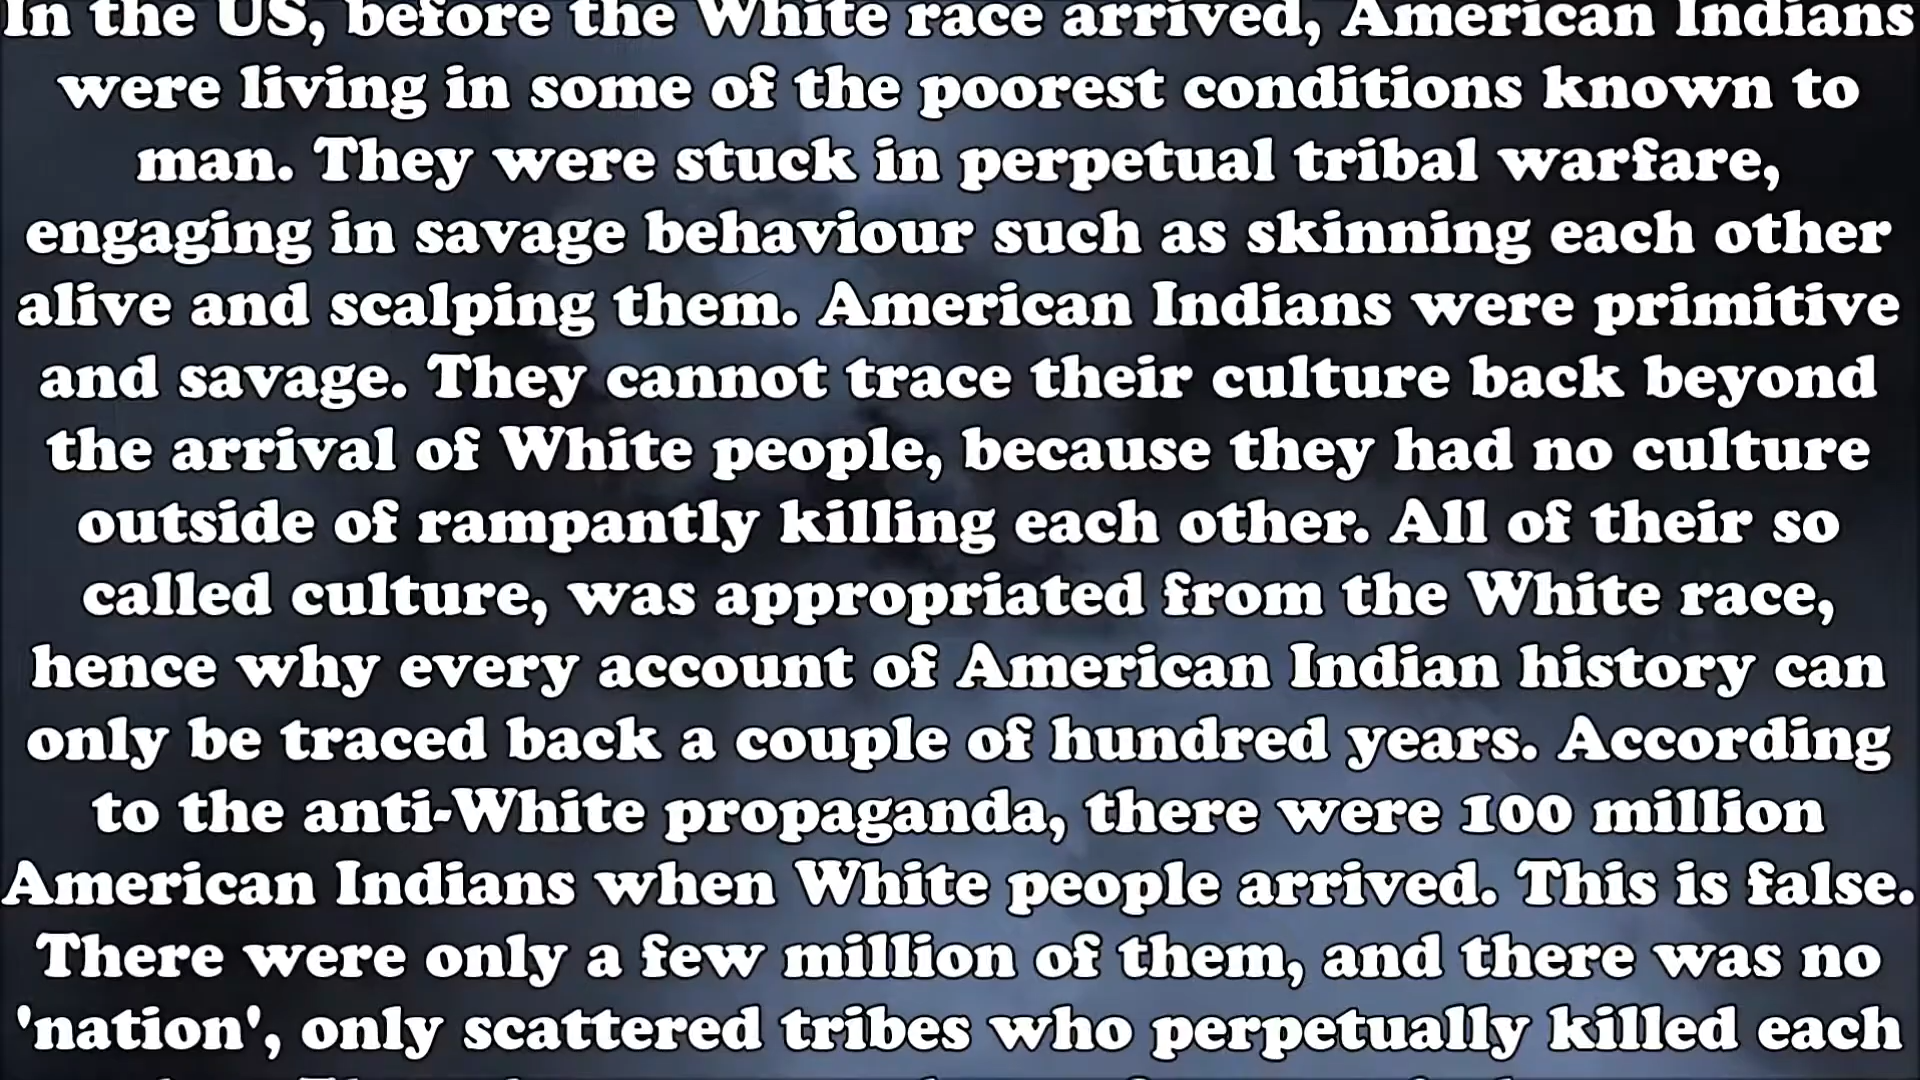 In the US, before the White race arrived, American Indians
were living in some of the poorest conditions known to
man. They were stuck in perpetual tribal warfare,
engaging in savage behaviour such as skinning each other
alive and scalping them. American Indians were primitive
and savage. They cannot trace their culture back beyond
the arrival of White people, because they had no culture
outside of rampantly killing each other. All of their so
called culture, was appropriated from the White race,
hence why every account of American Indian history can
only be traced back a couple of hundred years. According
to the anti-White propaganda, there were 100 million
American Indians when White people arrived. This is false.
There were only a few million of them, and there was no
'nation', only scattered tribes who perpetually killed each